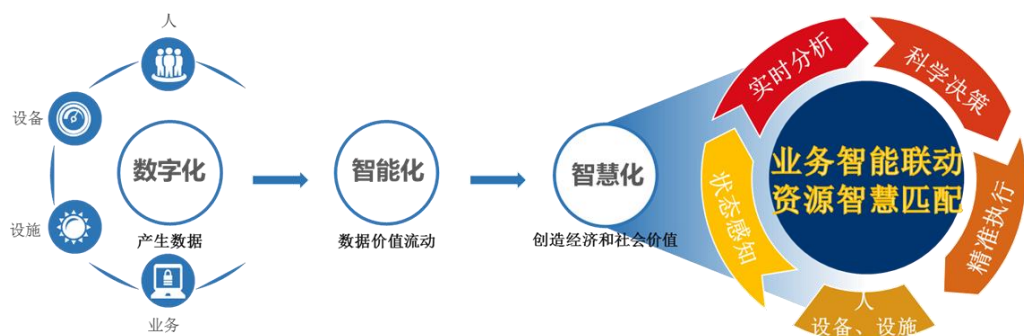 人
设备
设施
业务
数字化
产生数据
智能化
数据价值流动
智慧化
创造经济和社会价值
状态感知
实时分析
科学决策
精准执行
业务智能联动
资源智慧匹配
人
设备、设施